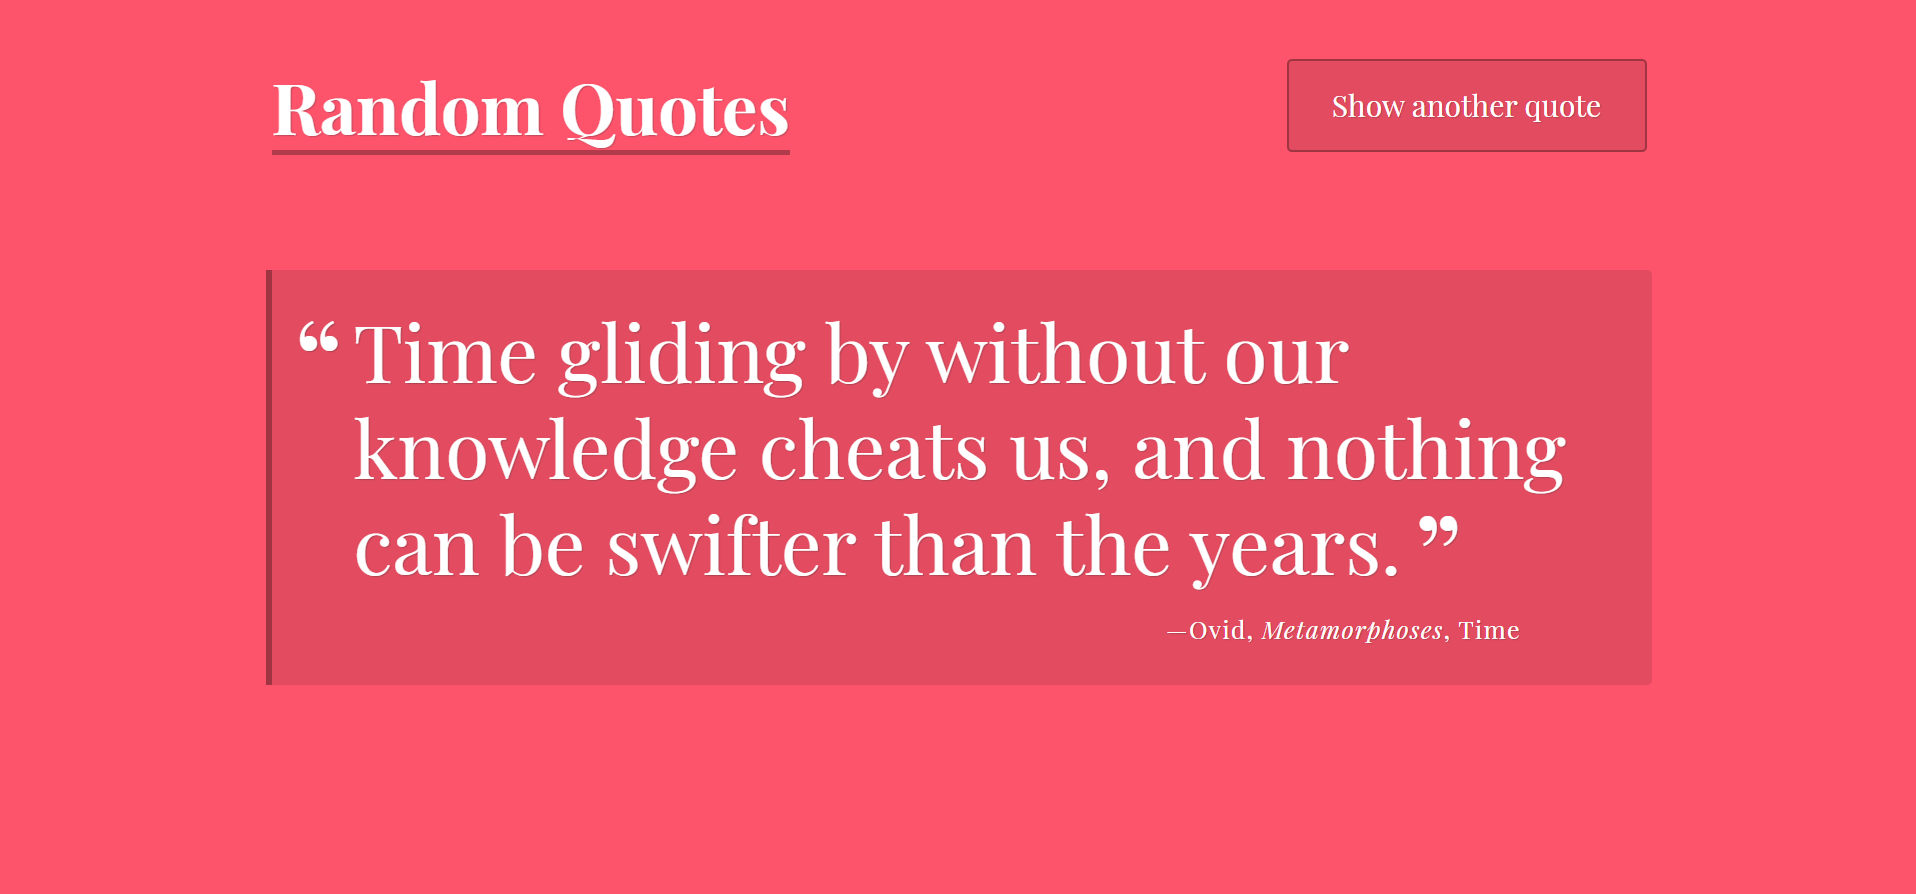 Random Quotes
Show another quote
“Time gliding by without our
knowledge cheats us, and nothing
can be swifter than the years.”
—Ovid, Metamorphoses, Time